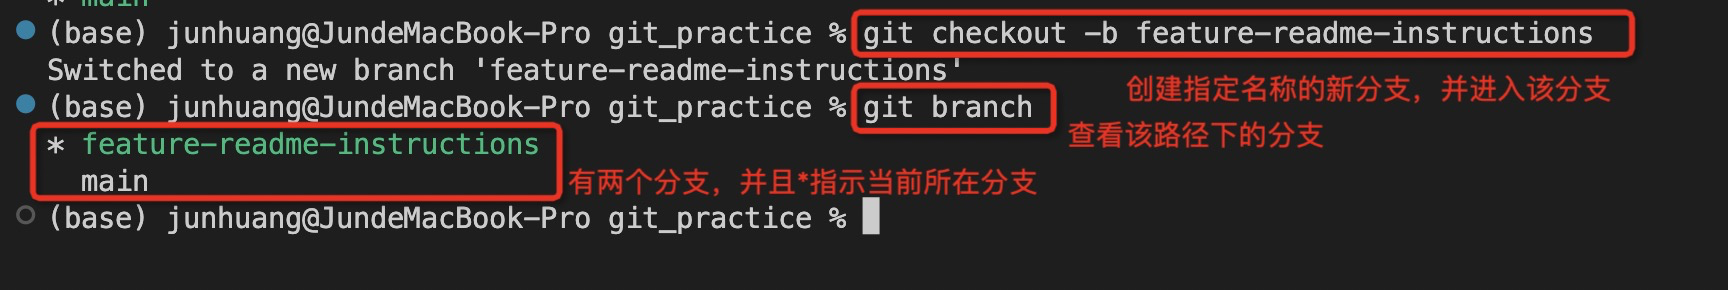 * main
(base) junhuang@JundeMacBook-Pro git_practice % git checkout -b feature-readme-instructions
Switched to a new branch 'feature-readme-instructions'
创建指定名称的新分支，并进入该分支
(base) junhuang@JundeMacBook-Pro git_practice % git branch
查看该路径下的分支
* feature-readme-instructions
main
有两个分支，并且*指示当前所在分支
(base) junhuang@JundeMacBook-Pro git_practice %